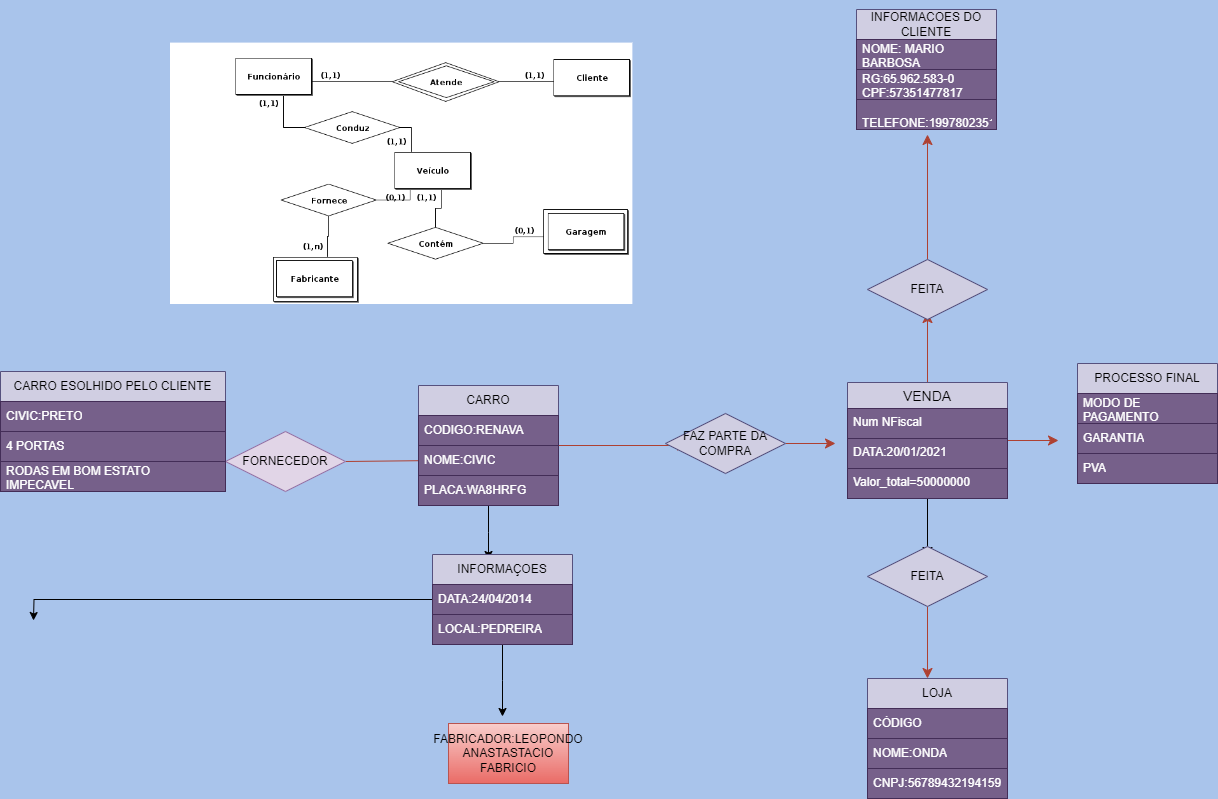 INFORMACOES DO
CLIENTE
NOME: MARIO
BARBOSA
RG:65.962.583-0
CPF:57351477817
TELEFONE:199780235
Funcionário
(1,1)
Atende
(1,1)
Cliente
(1,1)
Conduz
(1,1)
Veículo
Fornece
(0,1)
(1,1)
(1,n)
Contém
(0,1)
Garagem
Fabricante
FEITA
CARRO ESOLHIDO PELO CLIENTE
CIVIC:PRETO
4 PORTAS
RODAS EM BOM ESTATO
IMPECAVEL
FORNECEDOR
CARRO
CODIGO:RENAVA
NOME:CIVIC
PLACA:WA8HRFG
FAZ PARTE DA
COMPRA
VENDA
Num NFiscal
DATA:20/01/2021
Valor_total=50000000
PROCESSO FINAL
MODO DE
PAGAMENTO
GARANTIA
PVA
INFORMAÇOES
DATA:24/04/2014
LOCAL:PEDREIRA
FEITA
FABRICADOR:LEOPONDO
ANASTASTACIO
FABRICIO
LOJA
CÓDIGO
NOME:ONDA
CNPJ:56789432194159